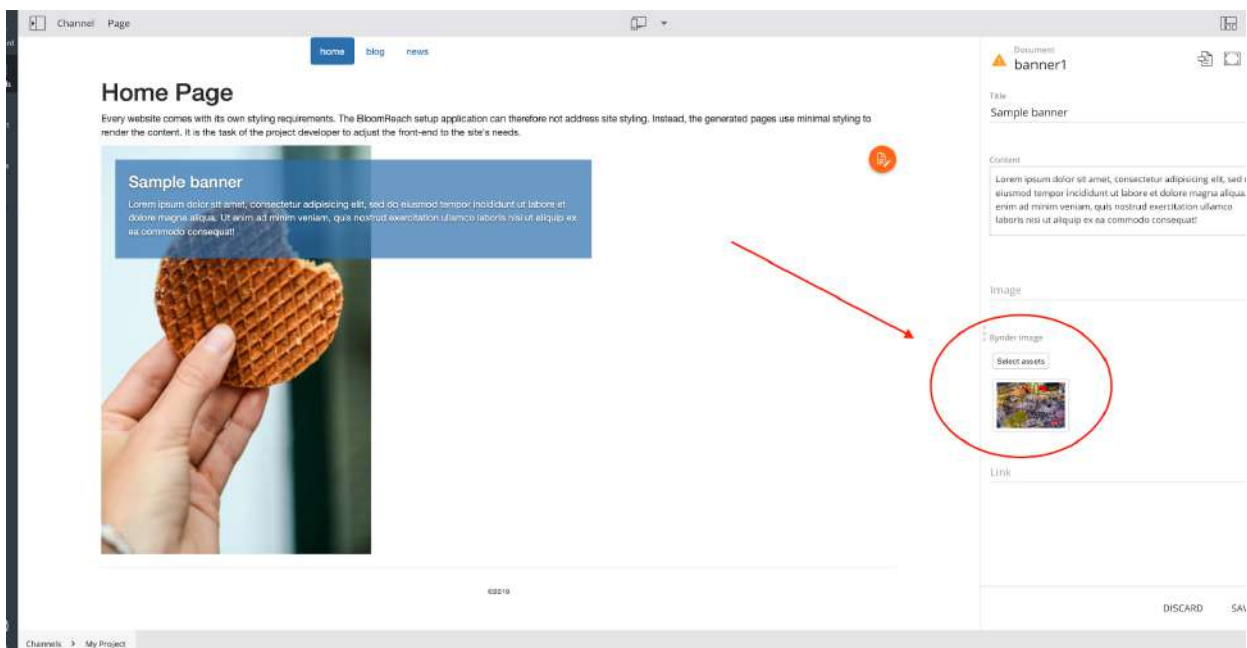 Channel Page
home blog news
Home Page
Every website comes with its own styling requirements. The BloomReach setup application can therefore not address site styling. Instead, the generated pages use minimal styling to
render the content. It is the task of the project developer to adjust the front-end to the site's needs.
Sample banner
Lorem ipsum dolor sit amet, consectetur adipisicing elit, sed do eiusmod tempor incididunt ut labore et
dolore magna aliqua. Ut enim ad minim veniam, quis nostrud exercitation ullamco laboris nisi ut aliquip ex
ea commodo consequat!
©2019
Document
banner1
Title
Sample banner
Content
Lorem ipsum dolor sit amet, consectetur adipisicing elit, sed
eiusmod tempor incididunt ut labore et dolore magna aliqua.
enim ad minim veniam, quis nostrud exercitation ullamco
laboris nisi ut aliquip ex ea commodo consequat!
Image
Bynder Image
Select assets
Link
DISCARD SAV
Channels > My Project